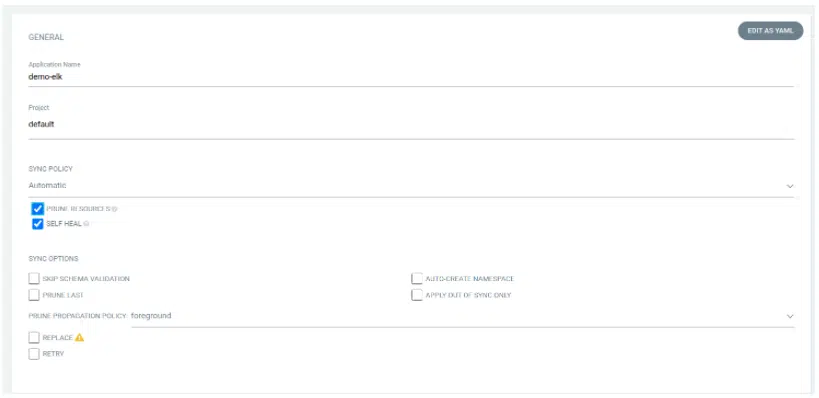 GENERAL
EDIT AS YAML
Application Name
demo-elk
Project
default
SYNC POLICY
Automatic
PRUNE RESOURCES
SELF HEAL
SYNC OPTIONS
SKIP SCHEMA VALIDATION
AUTO-CREATE NAMESPACE
PRUNE LAST
APPLY OUT OF SYNC ONLY
PRUNE PROPAGATION POLICY: foreground
REPLACE
RETRY